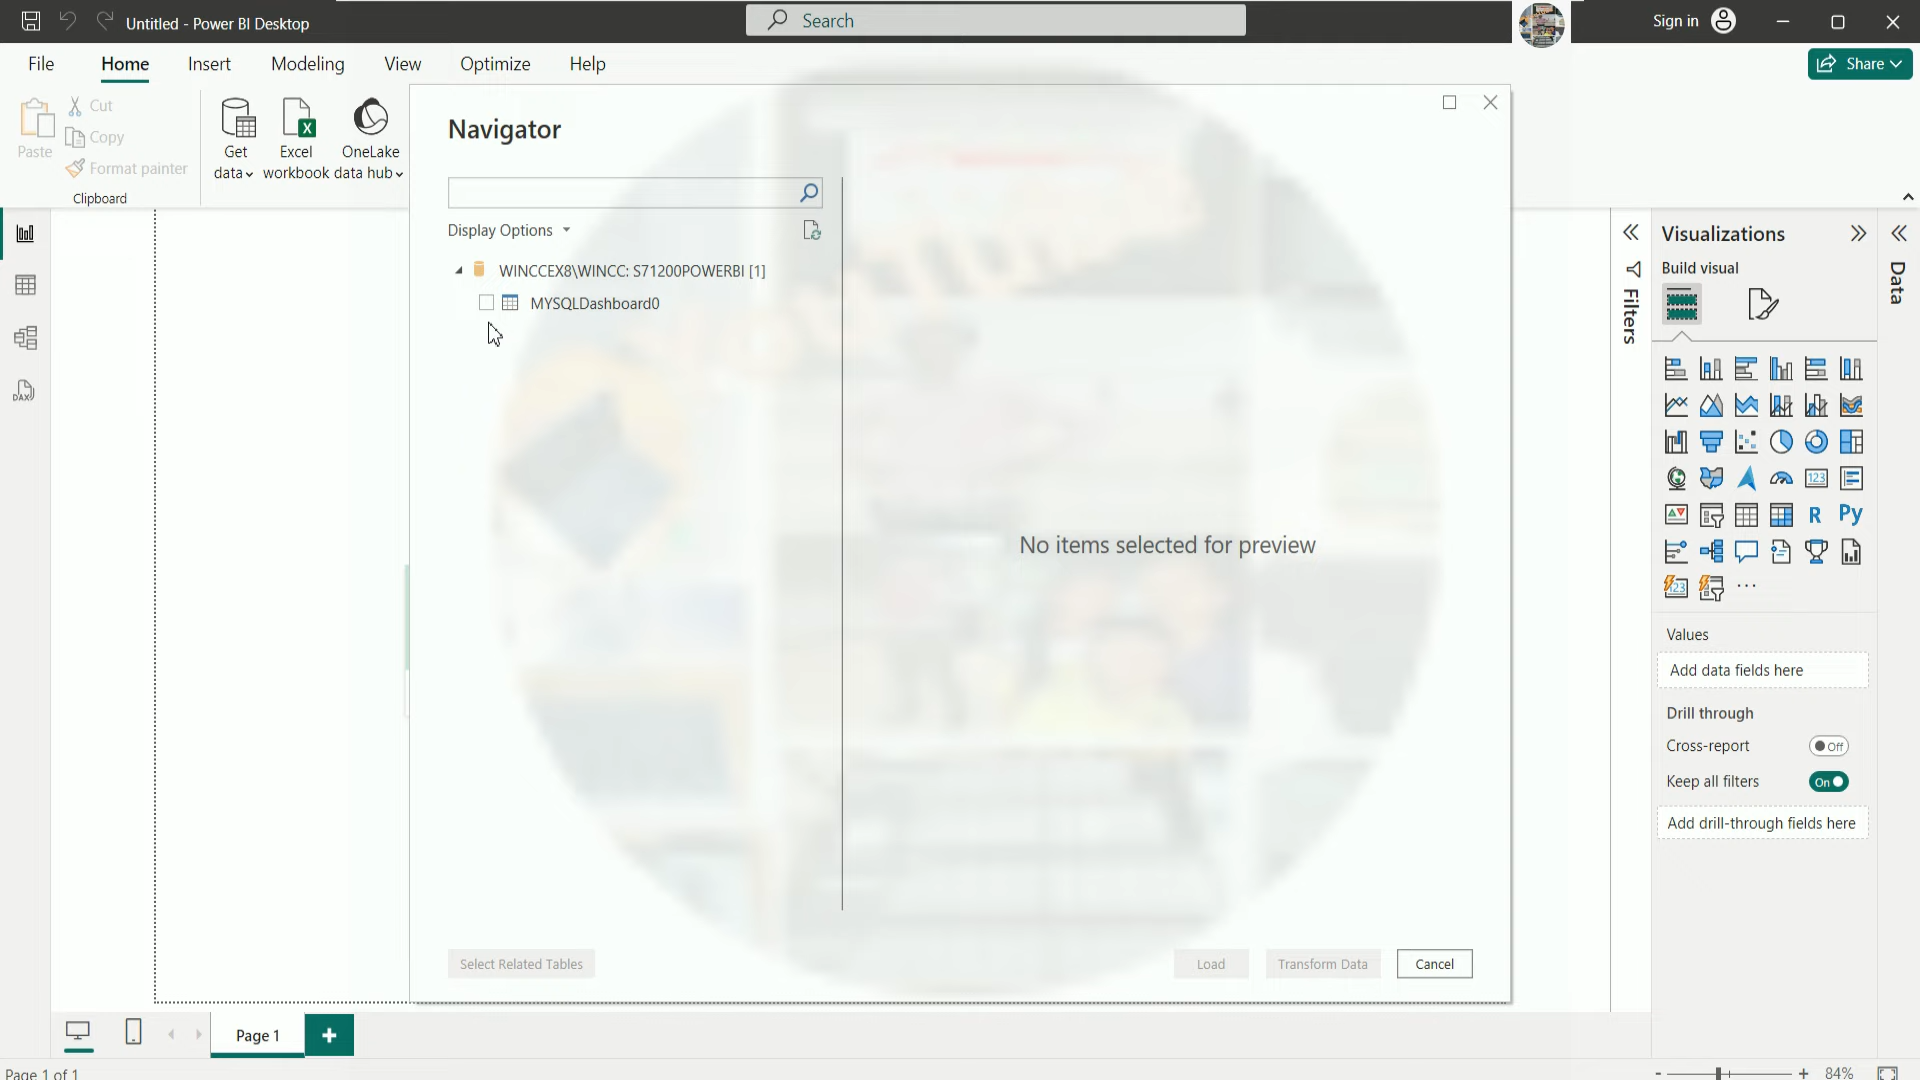 Untitled - Power BI Desktop
Search
Sign in
File
Home
Insert
Modeling
View
Optimize
Help
Share
Paste
Cut
Copy
Format painter
Clipboard
Get data
Excel workbook
OneLake data hub
Navigator
Display Options
WINCCEX8\WINCC: S71200POWERBI [1]
MYSQLDashboard0
No items selected for preview
Select Related Tables
Load
Transform Data
Cancel
Filters
Visualizations
Build visual
123
R
Py
123
Values
Add data fields here
Drill through
Cross-report
Off
Keep all filters
On
Add drill-through fields here
Data
DAX
Page 1
+
Page 1 of 1
- + 84%